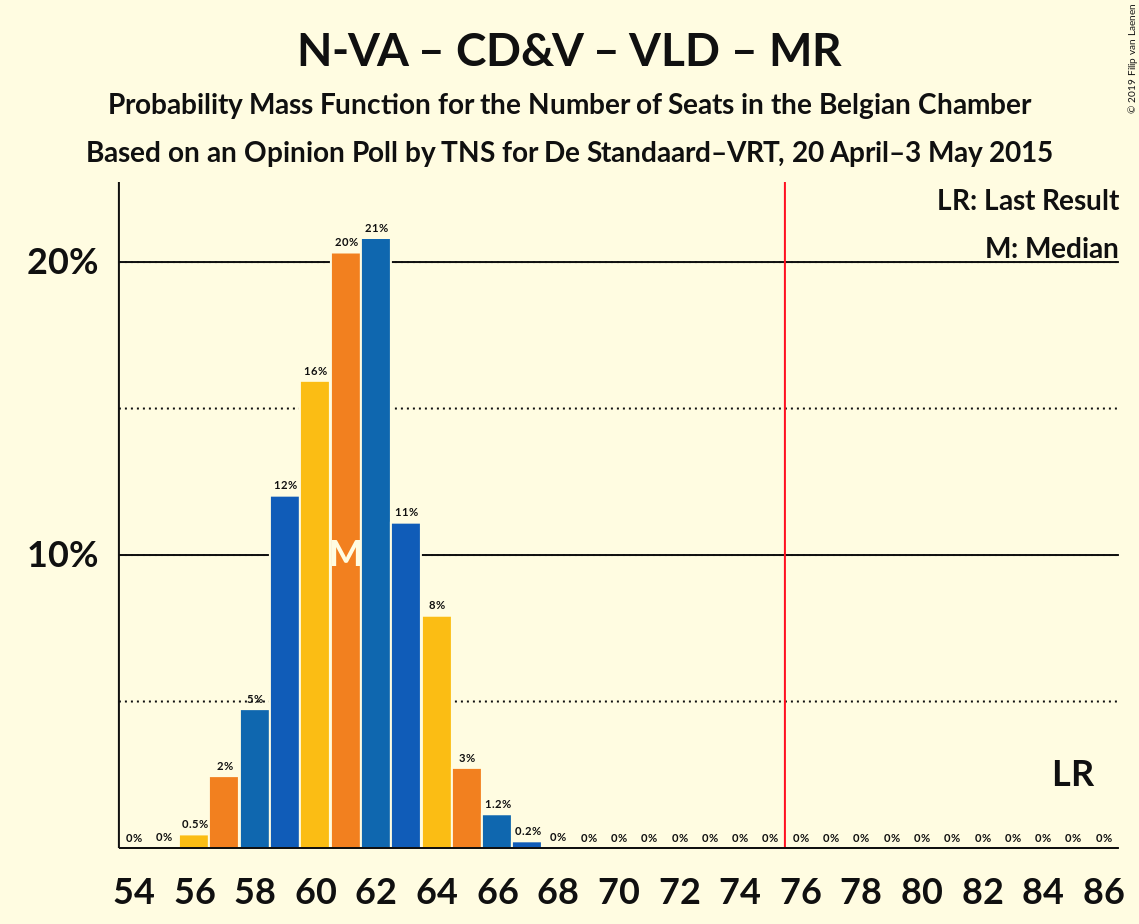 © 2019 Filip van Laenen
N-VA – CD&V – VLD – MR
Probability Mass Function for the Number of Seats in the Belgian Chamber
Based on an Opinion Poll by TNS for De Standaard–VRT, 20 April–3 May 2015
LR: Last Result
M: Median
20%
10%
0% 0% 0.5% 2% 5% 12% 16% 20% 21% 11% 8% 3% 1.2% 0.2% 0% 0% 0% 0% 0% 0% 0% 0% 0% 0% 0% 0% 0% 0% 0% 0% 0% 0% 0%
M
LR
54 56 58 60 62 64 66 68 70 72 74 76 78 80 82 84 86